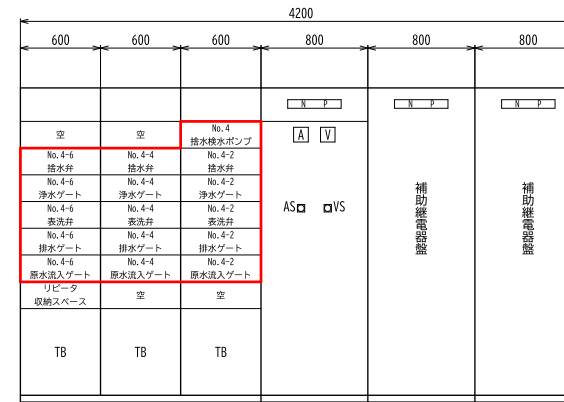 4200
600 600 600 800 800 800
N P N P N P
空 空 No.4
捨水検水ポンプ A V
No.4-6 No.4-4 No.4-2
捨水弁 捨水弁 捨水弁
No.4-6 No.4-4 No.4-2
浄水ゲート 浄水ゲート 浄水ゲート
No.4-6 No.4-4 No.4-2
表洗弁 表洗弁 表洗弁
AS VS
No.4-6 No.4-4 No.4-2
排水ゲート 排水ゲート 排水ゲート
No.4-6 No.4-4 No.4-2
原水流入ゲート 原水流入ゲート 原水流入ゲート
リピータ
収納スペース 空 空
TB TB TB
補助継電器盤
補助継電器盤